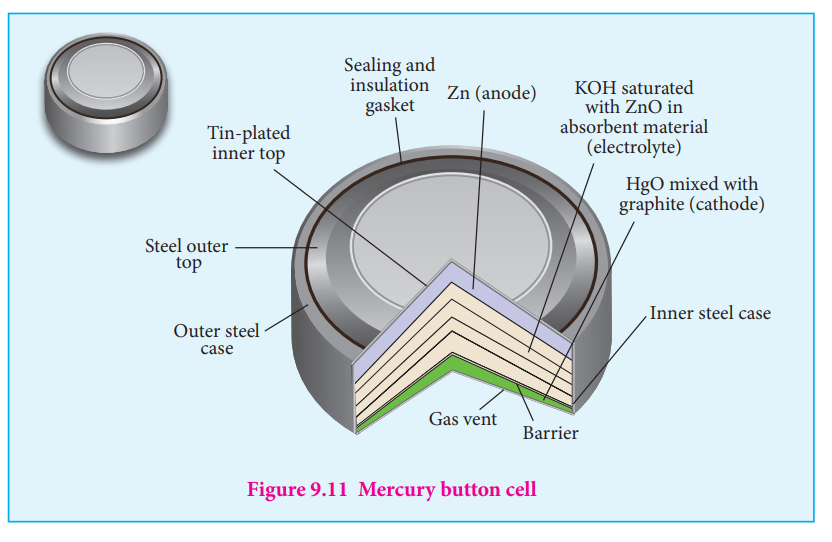 Sealing and
insulation
gasket
Zn (anode)
KOH saturated
with ZnO in
absorbent material
(electrolyte)
Tin-plated
inner top
HgO mixed with
graphite (cathode)
Steel outer
top
Inner steel case
Outer steel
case
Gas vent
Barrier
Figure 9.11 Mercury button cell